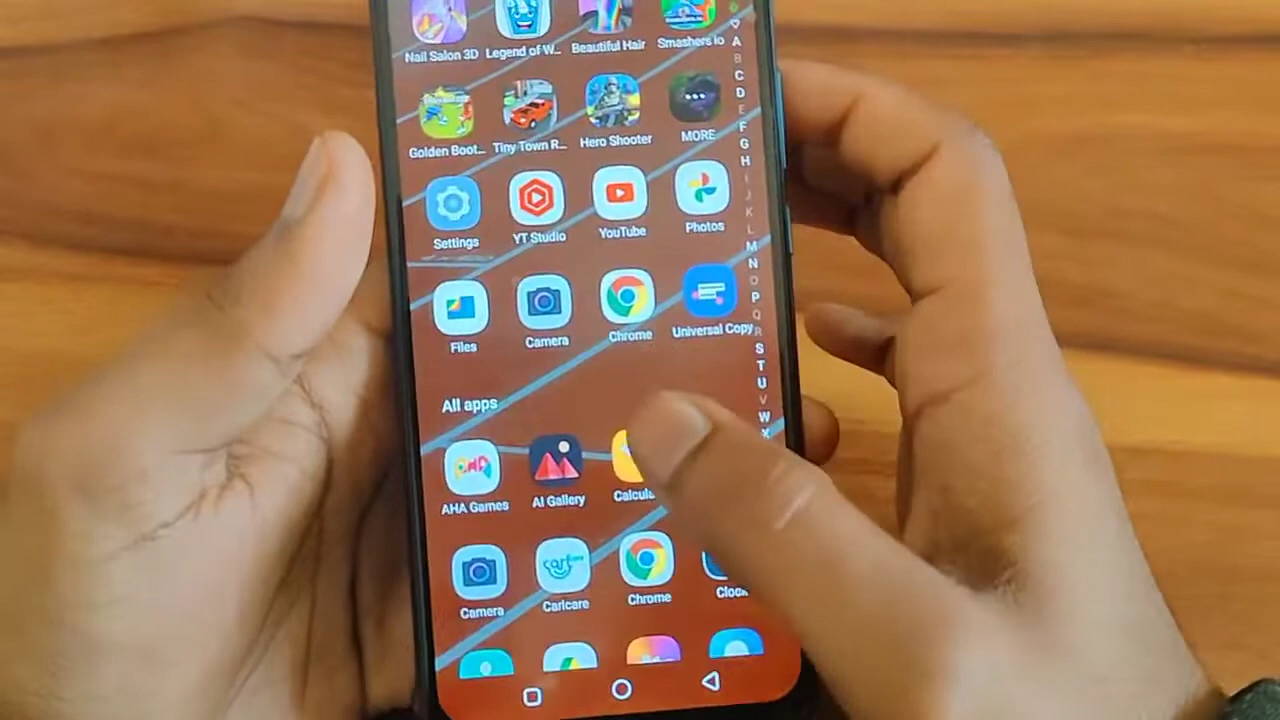 Nail Salon 3D Legend of W... Beautiful Hair Smashers io
Golden Boot... Tiny Town R... Hero Shooter MORE
Settings YT Studio YouTube Photos
Files Camera Chrome Universal Copy
All apps
AHA Games AI Gallery Calcula
Camera Carlcare Chrome Clock
A
B
C
D
E
F
G
H
I
J
K
L
M
N
O
P
Q
R
S
T
U
V
W
X